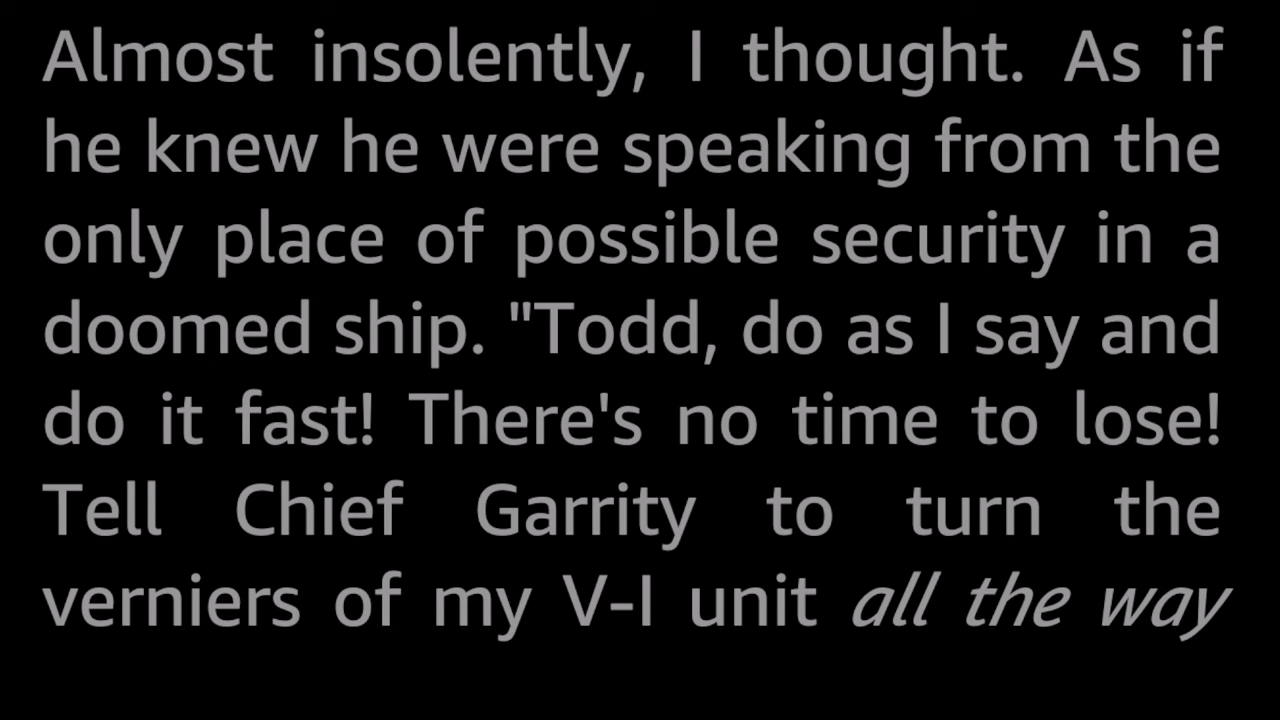 Almost insolently, I thought. As if
he knew he were speaking from the
only place of possible security in a
doomed ship. "Todd, do as I say and
do it fast! There's no time to lose!
Tell Chief Garrity to turn the
verniers of my V-I unit all the way